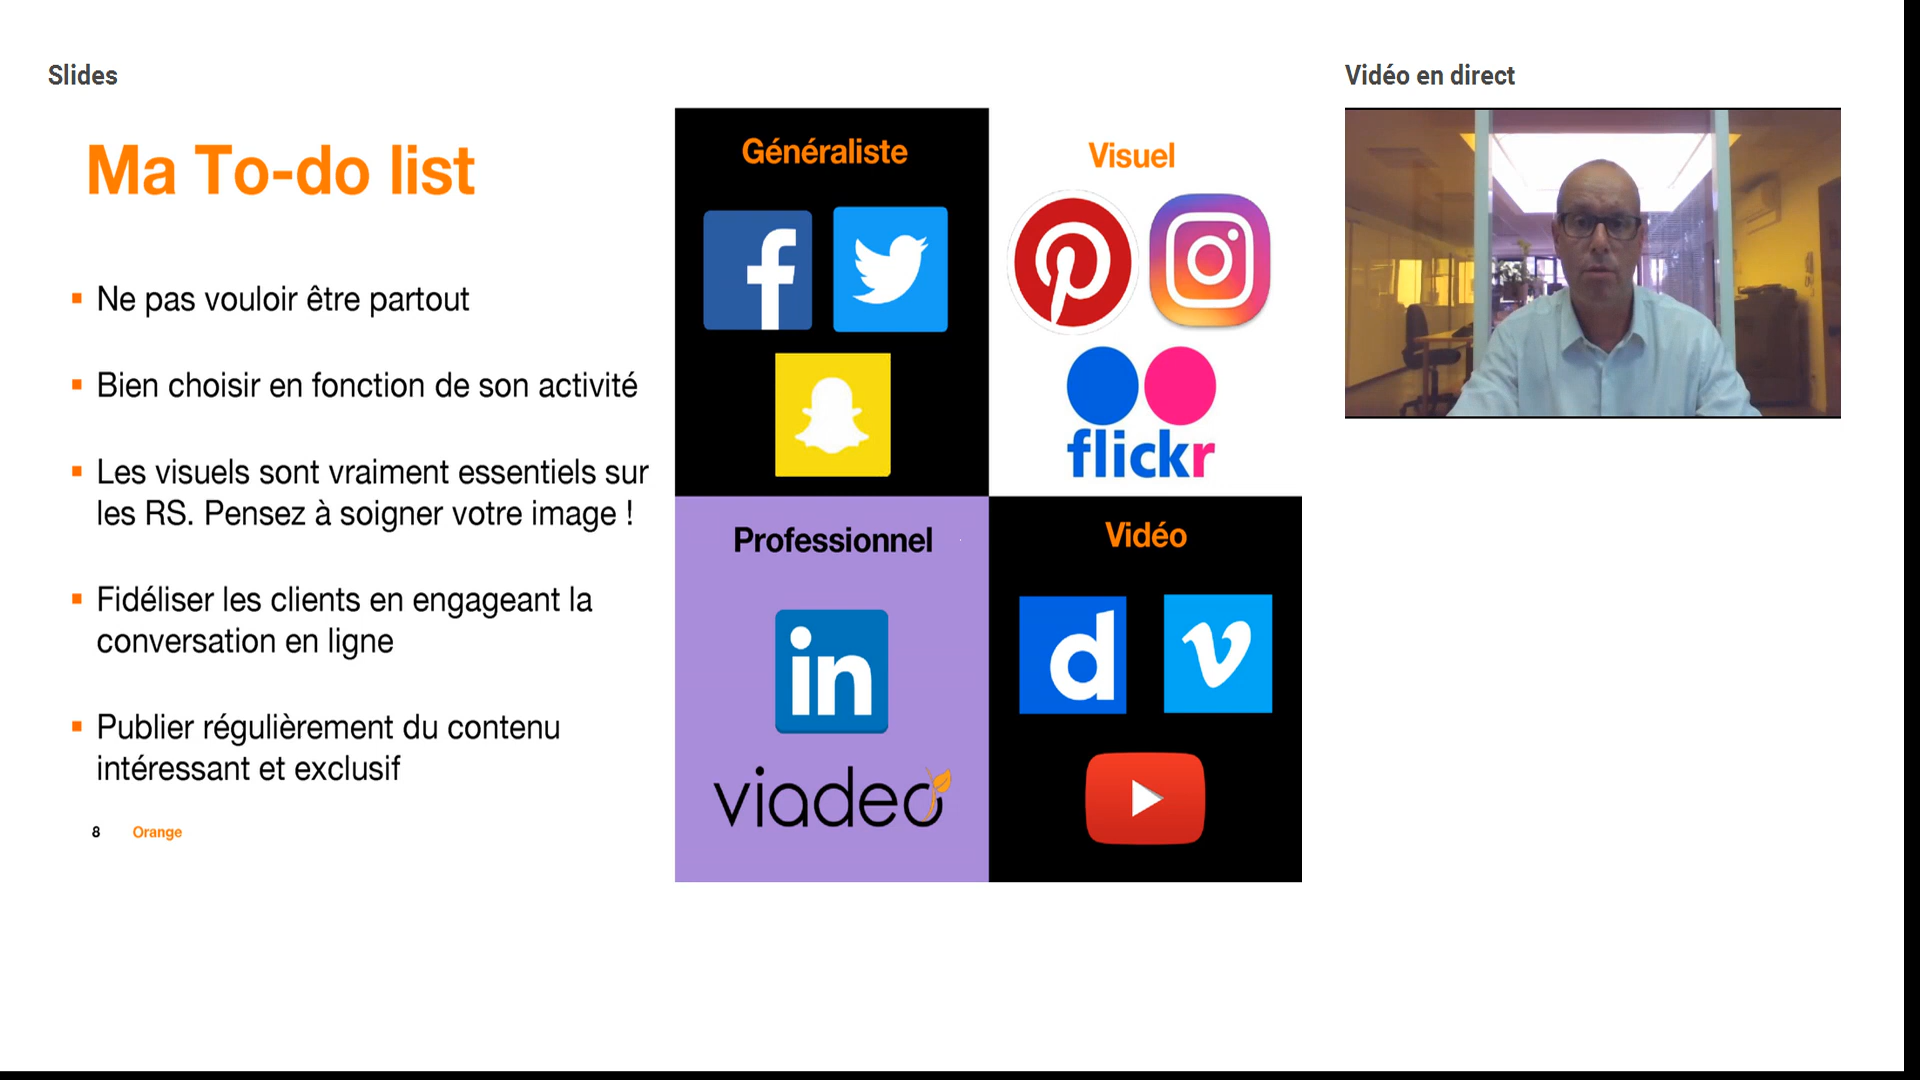 Slides
Vidéo en direct
Ma To-do list
Ne pas vouloir être partout
Bien choisir en fonction de son activité
Les visuels sont vraiment essentiels sur
les RS. Pensez à soigner votre image !
Fidéliser les clients en engageant la
conversation en ligne
Publier régulièrement du contenu
intéressant et exclusif
8 Orange
Généraliste
Visuel
flickr
Professionnel
in
viadeo
Vidéo